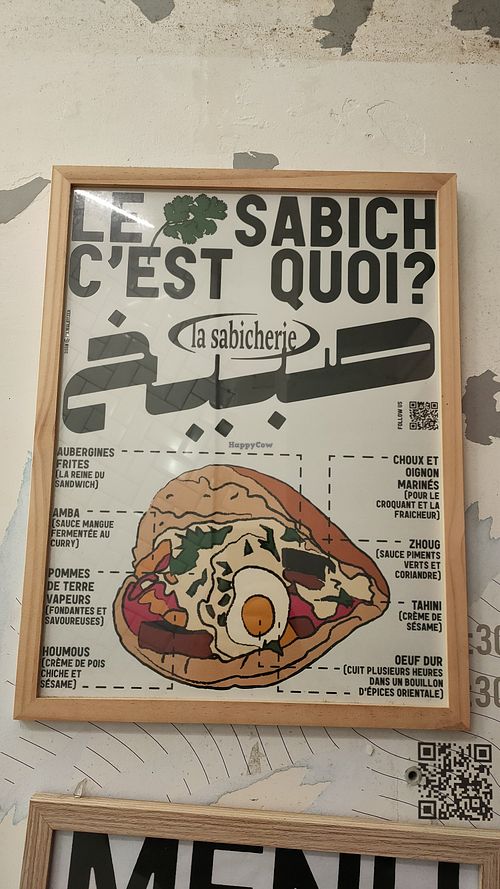 LE SABICH
C'EST QUOI?
la sabicherie
صبيخ
FOLLOW US
HappyCow
AUBERGINES
FRITES
(LA REINE DU
SANDWICH)
AMBA
(SAUCE MANGUE
FERMENTÉE AU
CURRY)
POMMES
DE TERRE
VAPEURS
(FONDANTES ET
SAVOUREUSES)
HOUMOUS
(CRÈME DE POIS
CHICHE ET
SÉSAME)
CHOUX ET
OIGNON
MARINÉS
(POUR LE
CROQUANT ET LA
FRAICHEUR)
ZHOUG
(SAUCE PIMENTS
VERTS ET
CORIANDRE)
TAHINI
(CRÈME DE
SÉSAME)
OEUF DUR
(CUIT PLUSIEURS HEURES
DANS UN BOUILLON
D'ÉPICES ORIENTALE)
:30
:30
MENU